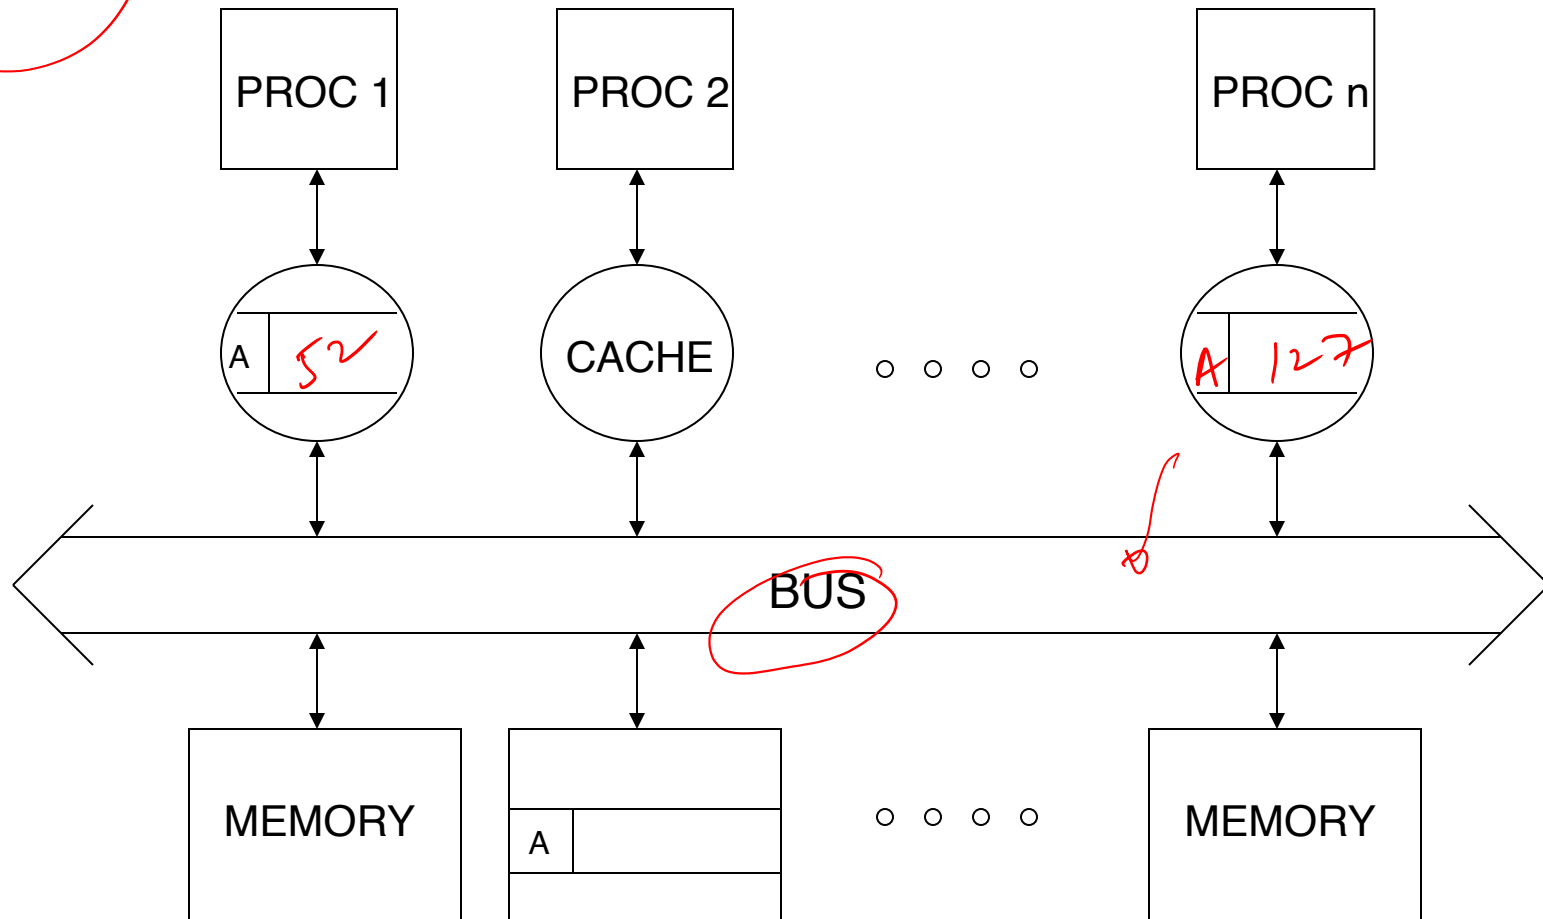 PROC 1 PROC 2 PROC n
A 52 CACHE A 127
BUS
MEMORY MEMORY
A